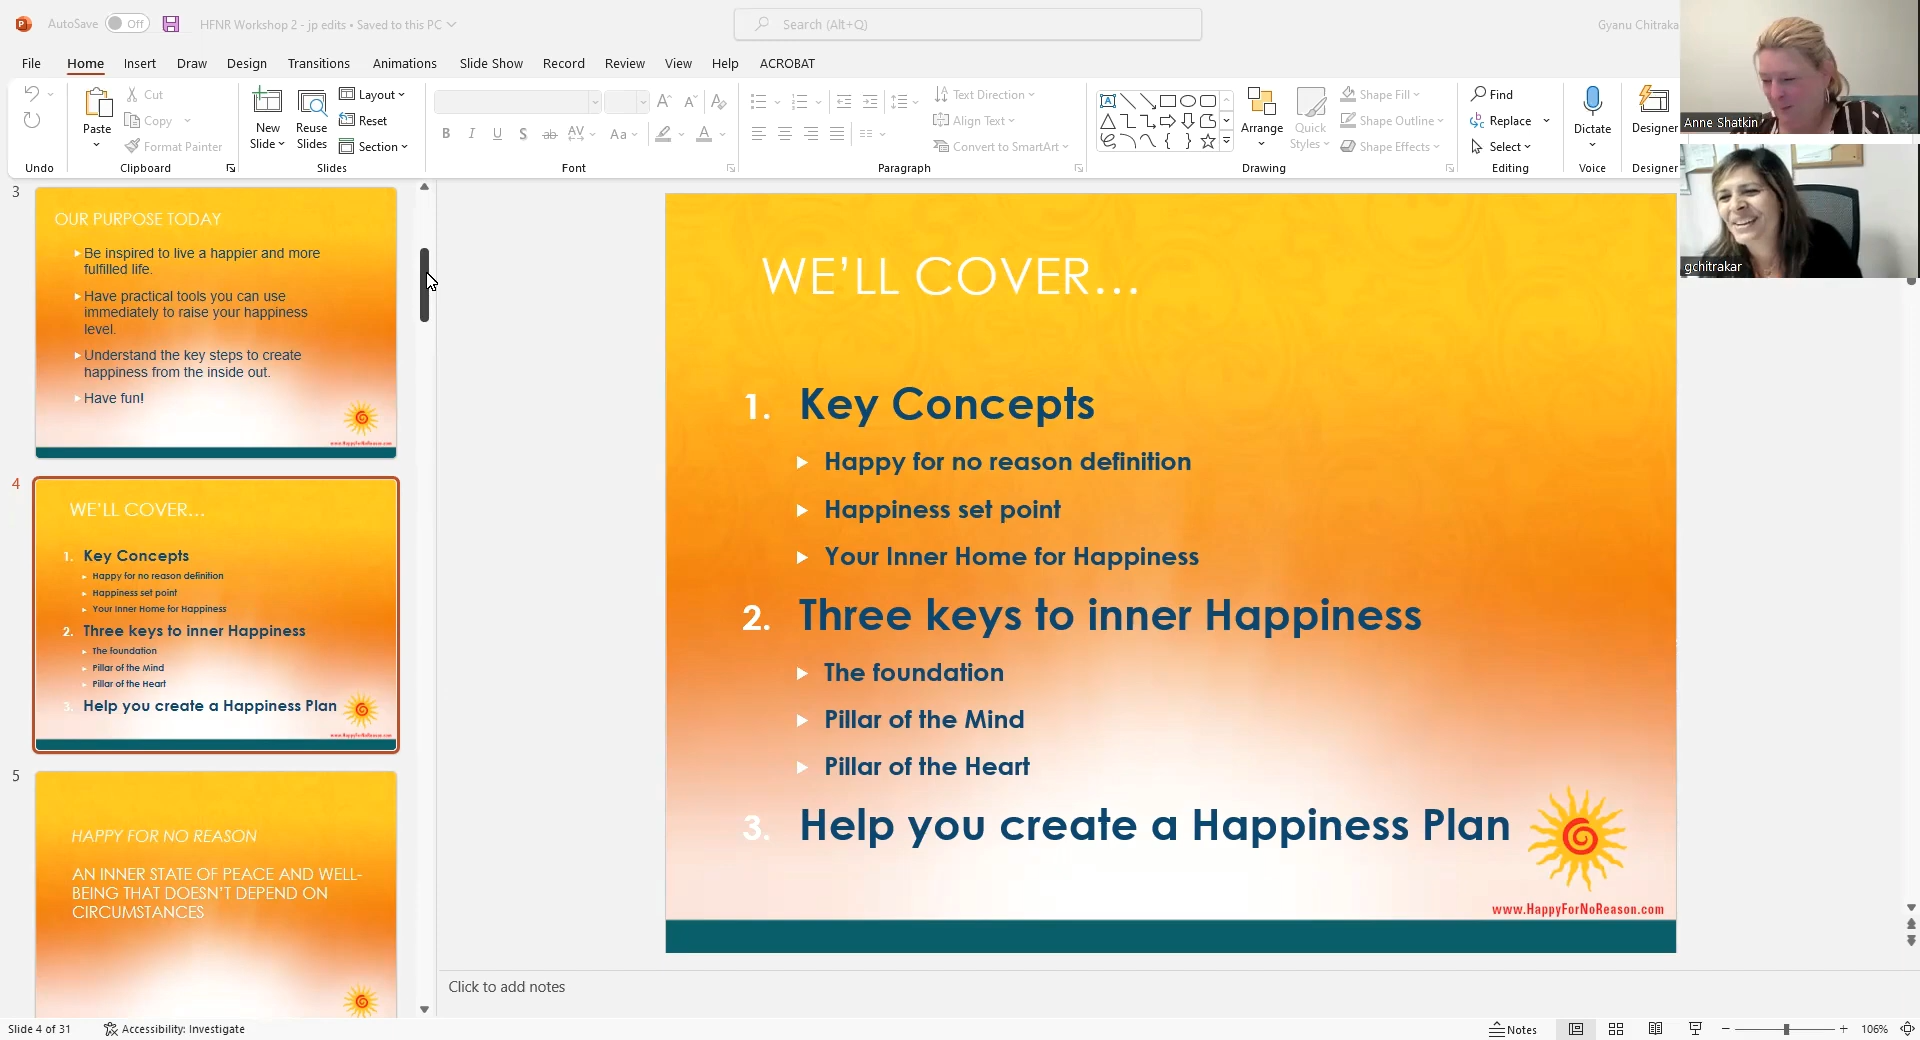 AutoSave Off HFNR Workshop 2 - jp edits • Saved to this PC Search (Alt+Q) Gyanu Chitraka
File Home Insert Draw Design Transitions Animations Slide Show Record Review View Help ACROBAT
Paste
Cut
Copy
Format Painter
New Slide
Reuse Slides
Layout
Reset
Section
B I U S ab AV Aa A
Text Direction
Align Text
Convert to SmartArt
Arrange
Quick Styles
Shape Fill
Shape Outline
Shape Effects
Find
Replace
Select
Dictate
Designer
Undo Clipboard Slides Font Paragraph Drawing Editing Voice Designer
Anne Shatkin
gchitrakar
3
OUR PURPOSE TODAY
Be inspired to live a happier and more
fulfilled life.
Have practical tools you can use
immediately to raise your happiness
level.
Understand the key steps to create
happiness from the inside out.
Have fun!
www.HappyForNoReason.com
4
WE'LL COVER...
1. Key Concepts
Happy for no reason definition
Happiness set point
Your Inner Home for Happiness
2. Three keys to inner Happiness
The foundation
Pillar of the Mind
Pillar of the Heart
3. Help you create a Happiness Plan
www.HappyForNoReason.com
5
HAPPY FOR NO REASON
AN INNER STATE OF PEACE AND WELL-
BEING THAT DOESN'T DEPEND ON
CIRCUMSTANCES
WE'LL COVER...
1. Key Concepts
Happy for no reason definition
Happiness set point
Your Inner Home for Happiness
2. Three keys to inner Happiness
The foundation
Pillar of the Mind
Pillar of the Heart
3. Help you create a Happiness Plan
www.HappyForNoReason.com
Click to add notes
Slide 4 of 31 Accessibility: Investigate Notes 106%